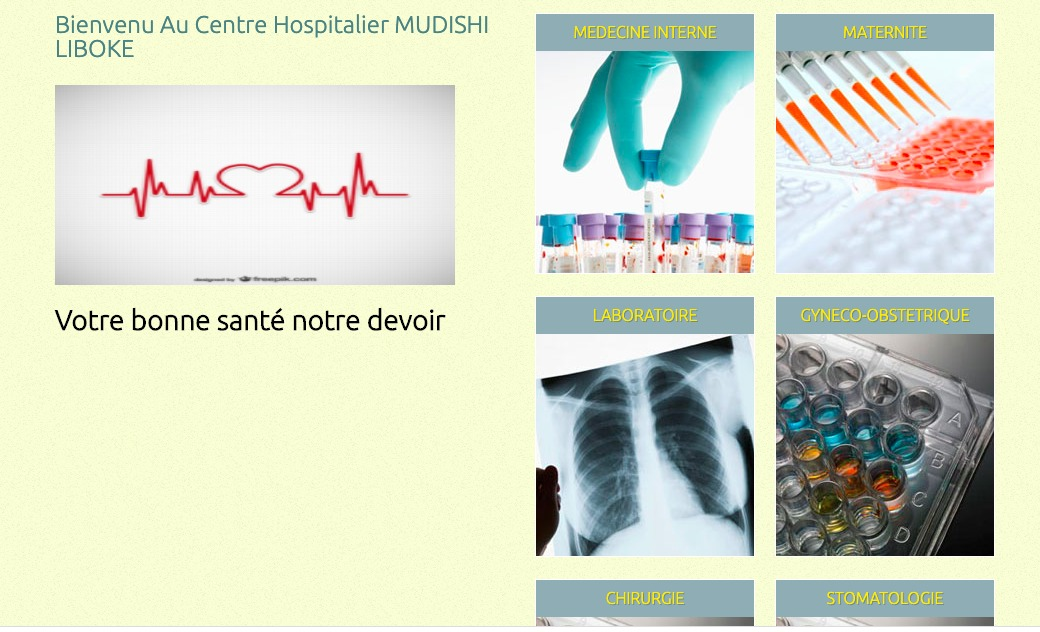 Bienvenu Au Centre Hospitalier MUDISHI
LIBOKE
designed by freepik.com
Votre bonne santé notre devoir
MEDECINE INTERNE
MATERNITE
LABORATOIRE
GYNECO-OBSTETRIQUE
A
B
C
D
CHIRURGIE
STOMATOLOGIE